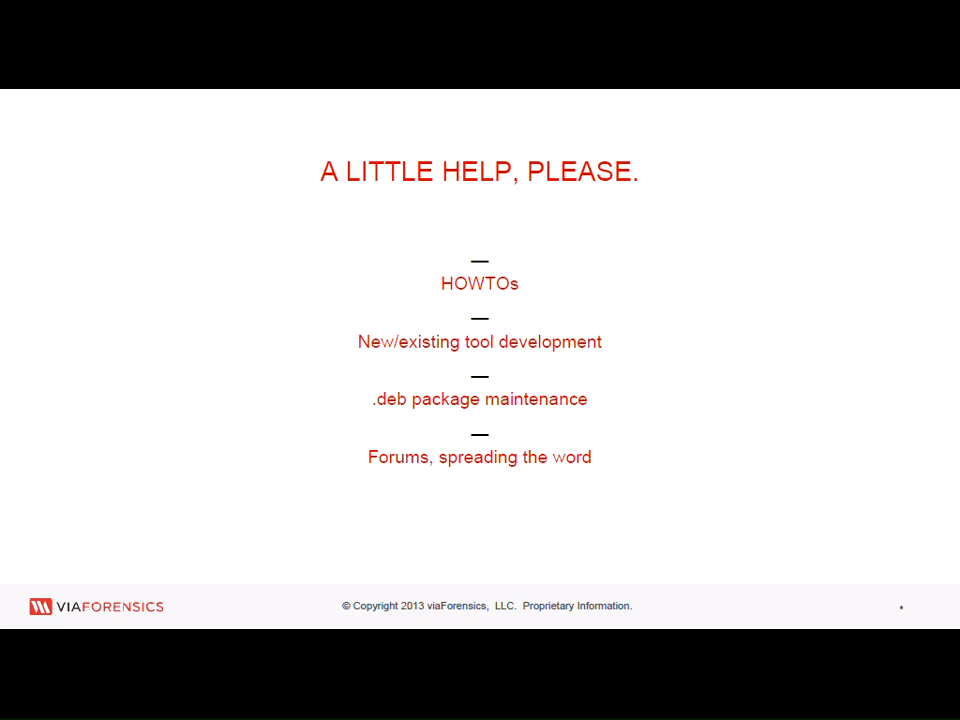 A LITTLE HELP, PLEASE.
—
HOWTOs
—
New/existing tool development
—
.deb package maintenance
—
Forums, spreading the word
VIAFORENSICS
© Copyright 2013 viaForensics, LLC. Proprietary Information.
*